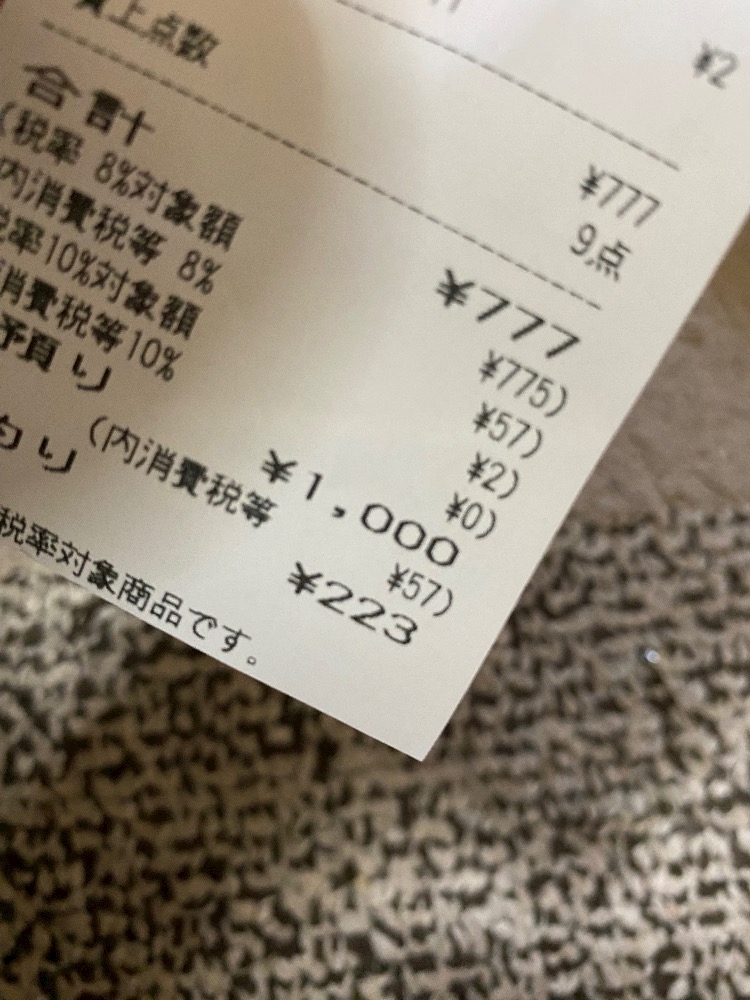 ¥2
¥777
買上点数 9点
合計 ¥777
(税率 8%対象額 ¥775)
内消費税等 8% ¥57)
税率10%対象額 ¥2)
消費税等10% ¥0)
預り ¥1,000
(内消費税等 ¥57)
釣り ¥223
税率対象商品です。